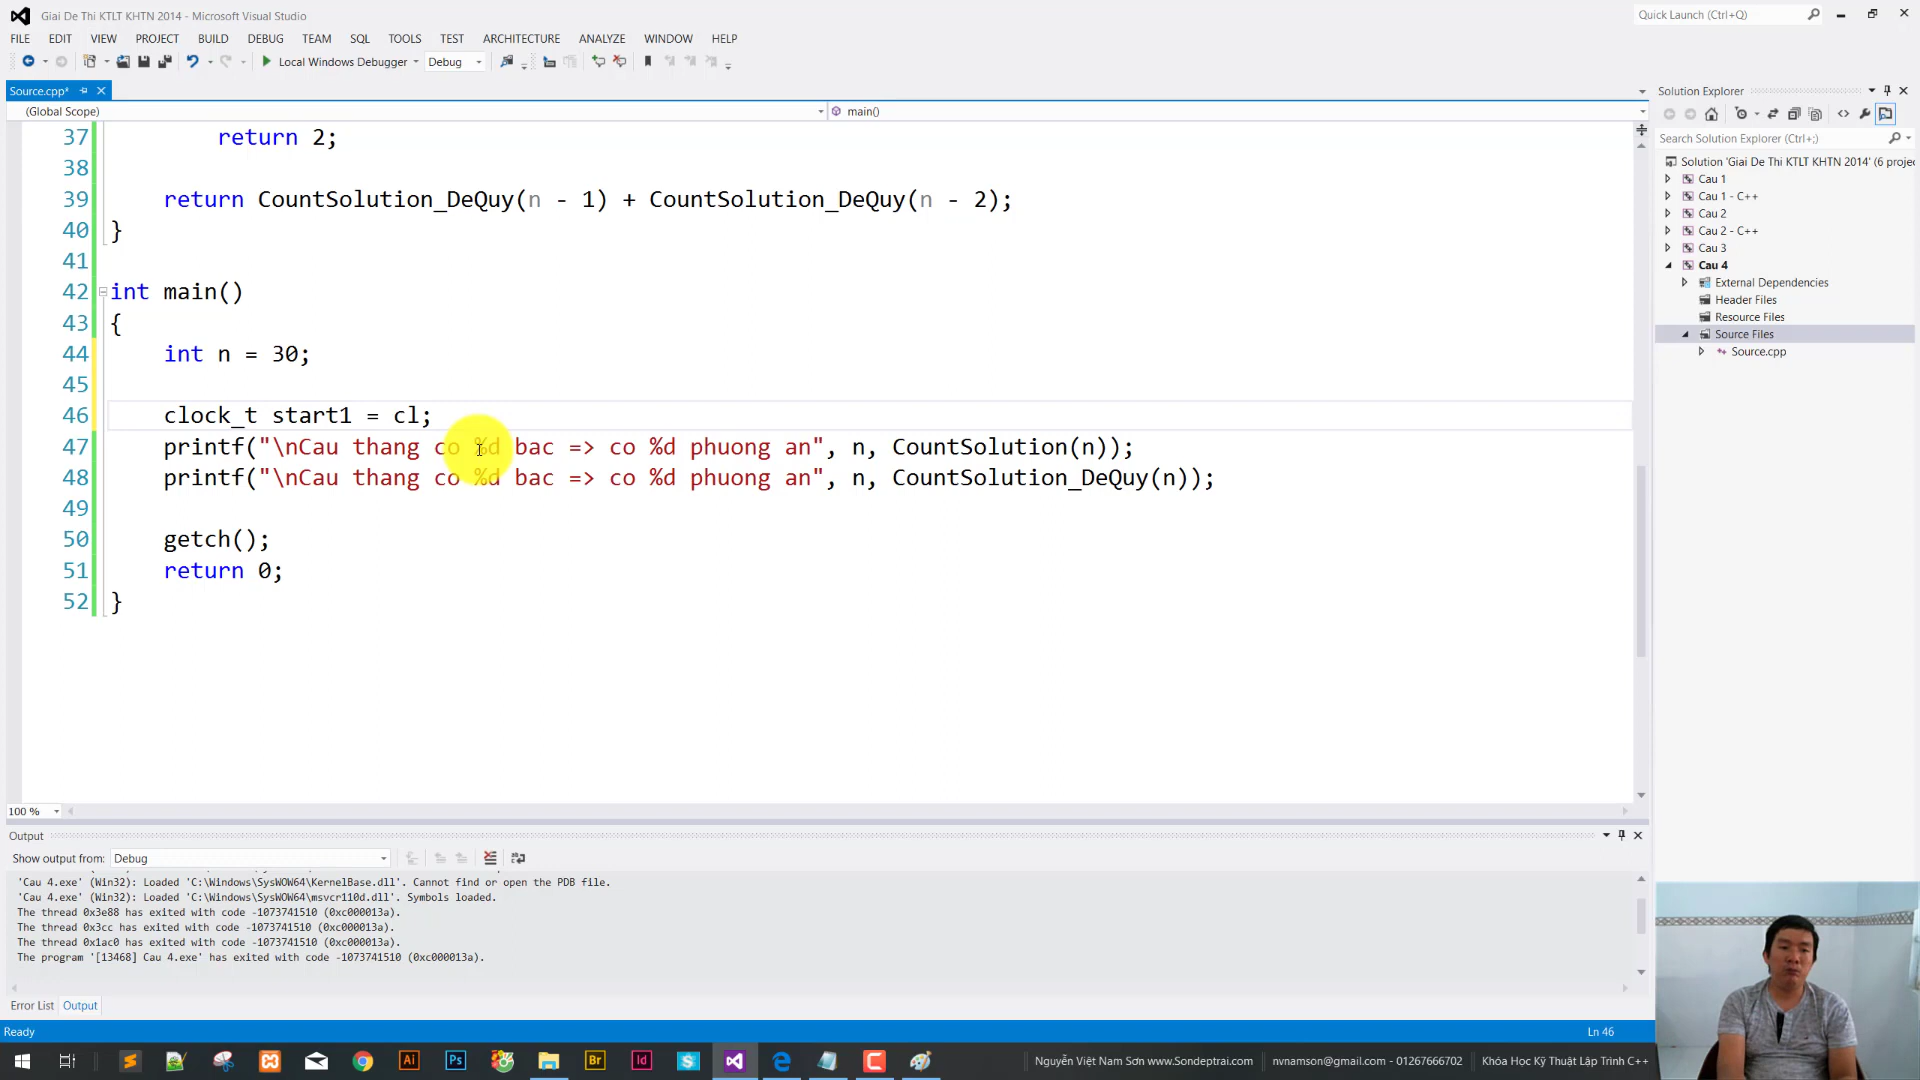 Giai De Thi KTLT KHTN 2014 - Microsoft Visual Studio
Quick Launch (Ctrl+Q)
FILE EDIT VIEW PROJECT BUILD DEBUG TEAM SQL TOOLS TEST ARCHITECTURE ANALYZE WINDOW HELP
Local Windows Debugger Debug
Source.cpp*
(Global Scope) main()
37 return 2;
38
39 return CountSolution_DeQuy(n - 1) + CountSolution_DeQuy(n - 2);
40 }
41
42 int main()
43 {
44 int n = 30;
45
46 clock_t start1 = cl;
47 printf("\nCau thang co %d bac => co %d phuong an", n, CountSolution(n));
48 printf("\nCau thang co %d bac => co %d phuong an", n, CountSolution_DeQuy(n));
49
50 getch();
51 return 0;
52 }
100 %
Solution Explorer
Search Solution Explorer (Ctrl+;)
Solution 'Giai De Thi KTLT KHTN 2014' (6 projec
Cau 1
Cau 1 - C++
Cau 2
Cau 2 - C++
Cau 3
Cau 4
External Dependencies
Header Files
Resource Files
Source Files
Source.cpp
Output
Show output from: Debug
'Cau 4.exe' (Win32): Loaded 'C:\Windows\SysWOW64\KernelBase.dll'. Cannot find or open the PDB file.
'Cau 4.exe' (Win32): Loaded 'C:\Windows\SysWOW64\msvcr110d.dll'. Symbols loaded.
The thread 0x3e88 has exited with code -1073741510 (0xc000013a).
The thread 0x3cc has exited with code -1073741510 (0xc000013a).
The thread 0x1ac0 has exited with code -1073741510 (0xc000013a).
The program '[13468] Cau 4.exe' has exited with code -1073741510 (0xc000013a).
Error List Output
Ready Ln 46
Ai Ps Br Id
Nguyễn Việt Nam Sơn www.Sondeptrai.com nvnamson@gmail.com - 01267666702 Khóa Học Kỹ Thuật Lập Trình C++